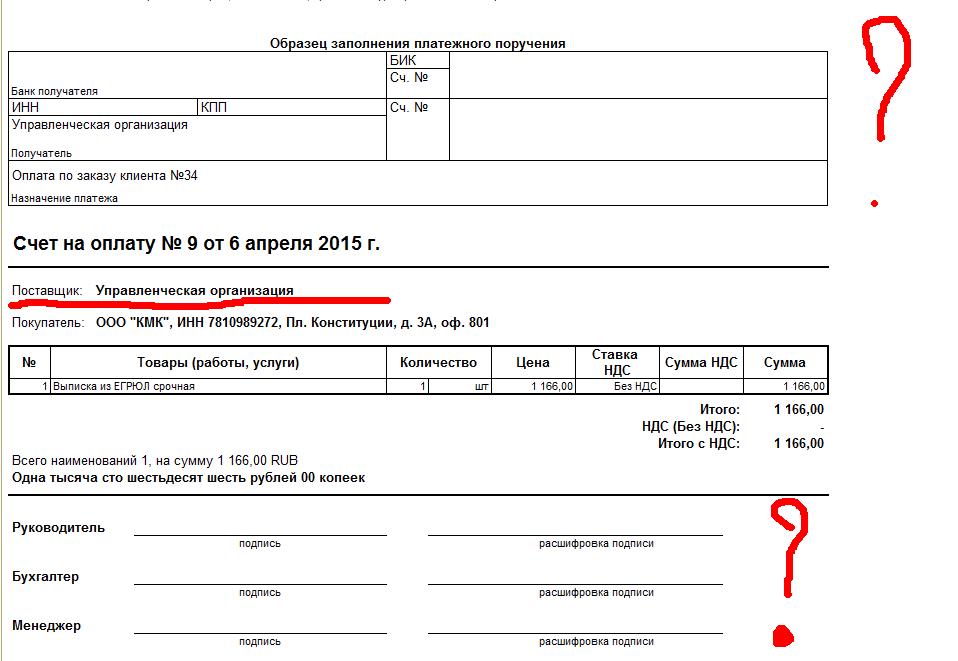 Образец заполнения платежного поручения
БИК
Сч. №
Банк получателя
ИНН КПП Сч. №
Управленческая организация
Получатель
Оплата по заказу клиента №34
Назначение платежа
Счет на оплату № 9 от 6 апреля 2015 г.
Поставщик: Управленческая организация
Покупатель: ООО "КМК", ИНН 7810989272, Пл. Конституции, д. 3А, оф. 801
№ Товары (работы, услуги) Количество Цена Ставка НДС Сумма НДС Сумма
1 Выписка из ЕГРЮЛ срочная 1 шт 1 166,00 Без НДС 1 166,00
Итого: 1 166,00
НДС (Без НДС): -
Итого с НДС: 1 166,00
Всего наименований 1, на сумму 1 166,00 RUB
Одна тысяча сто шестьдесят шесть рублей 00 копеек
Руководитель
подпись расшифровка подписи
Бухгалтер
подпись расшифровка подписи
Менеджер
подпись расшифровка подписи